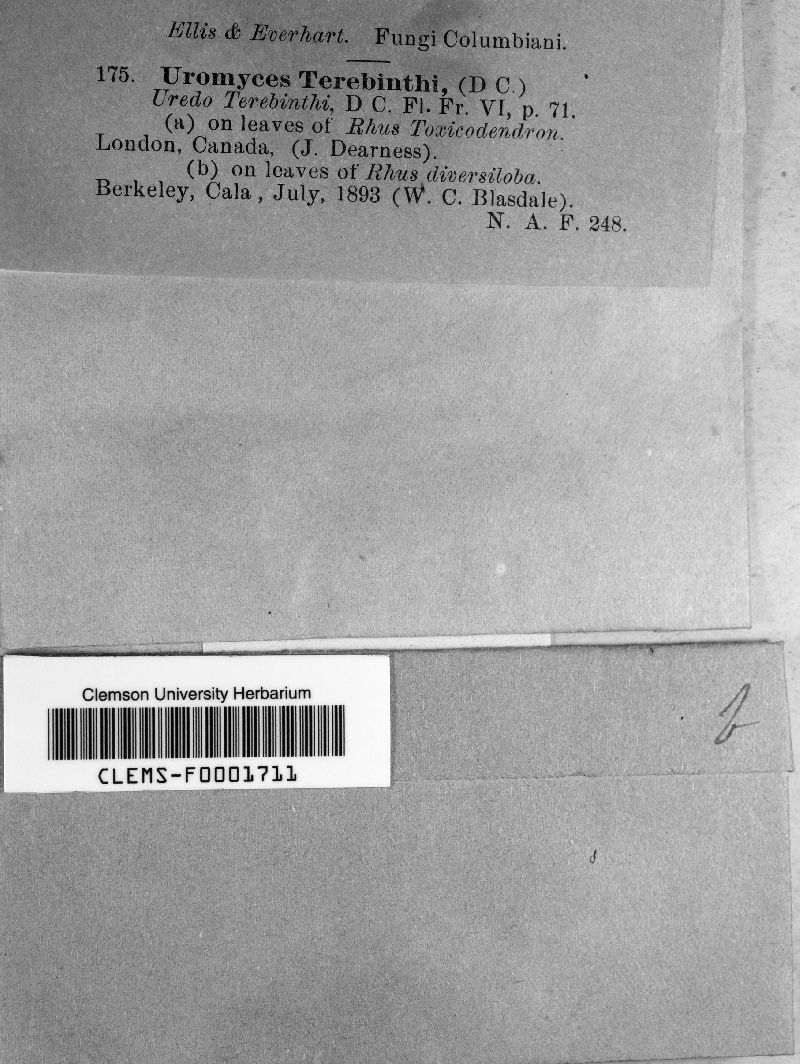 Ellis & Everhart. Fungi Columbiani.
175. Uromyces Terebinthi, (D C.)
Uredo Terebinthi, D C. Fl. Fr. VI, p. 71.
(a) on leaves of Rhus Toxicodendron.
London, Canada, (J. Dearness).
(b) on leaves of Rhus diversiloba.
Berkeley, Cala, July, 1893 (W. C. Blasdale).
N. A. F. 248.
Clemson University Herbarium
CLEMS-F0001711
b